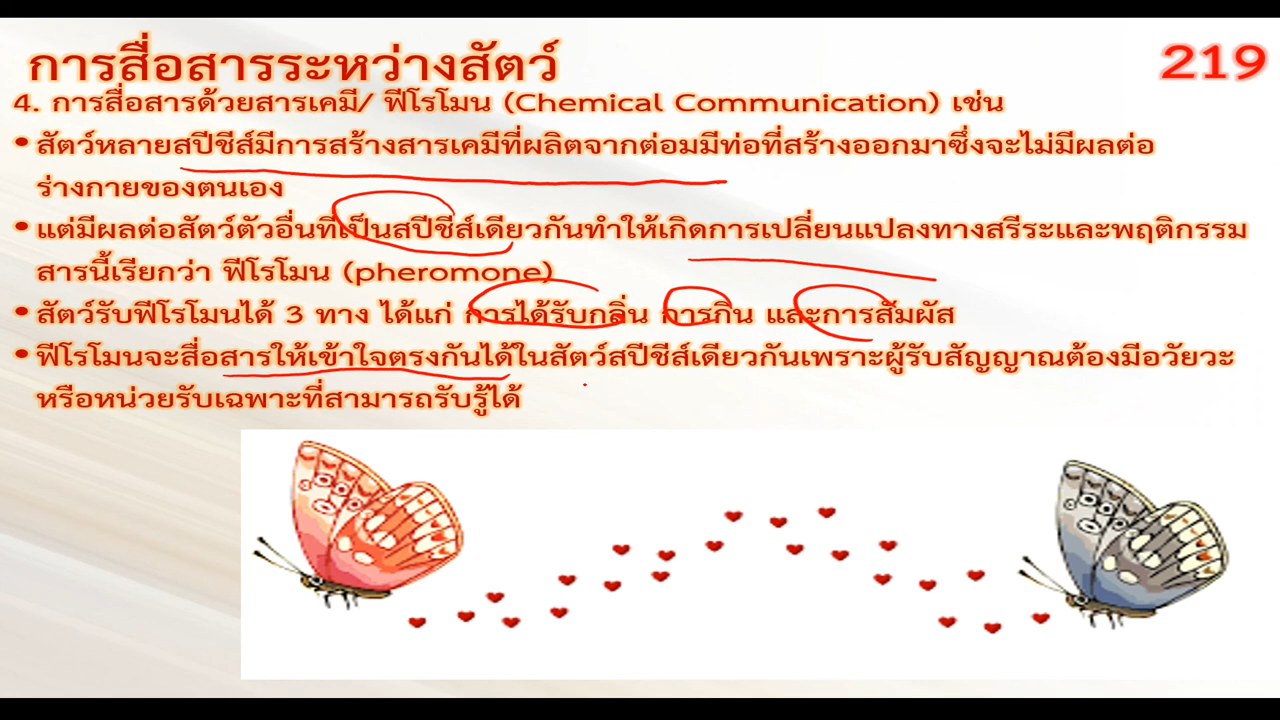 การสื่อสารระหว่างสัตว์
219
4. การสื่อสารด้วยสารเคมี/ ฟีโรโมน (Chemical Communication) เช่น
•สัตว์หลายสปีชีส์มีการสร้างสารเคมีที่ผลิตจากต่อมมีท่อที่สร้างออกมาซึ่งจะไม่มีผลต่อ
ร่างกายของตนเอง
•แต่มีผลต่อสัตว์ตัวอื่นที่เป็นสปีชีส์เดียวกันทำให้เกิดการเปลี่ยนแปลงทางสรีระและพฤติกรรม
สารนี้เรียกว่า ฟีโรโมน (pheromone)
•สัตว์รับฟีโรโมนได้ 3 ทาง ได้แก่ การได้รับกลิ่น การกิน และการสัมผัส
•ฟีโรโมนจะสื่อสารให้เข้าใจตรงกันได้ในสัตว์สปีชีส์เดียวกันเพราะผู้รับสัญญาณต้องมีอวัยวะ
หรือหน่วยรับเฉพาะที่สามารถรับรู้ได้